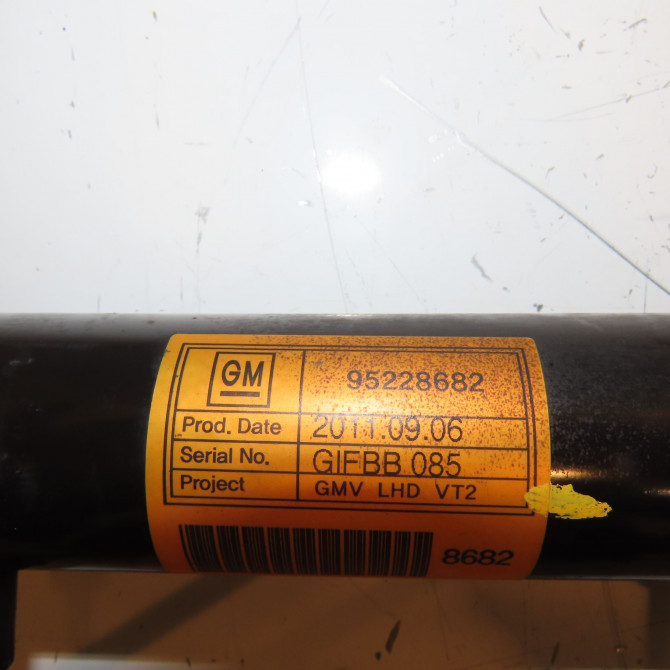 GM 95228682
Prod. Date 2011.09.06
Serial No. GIFBB 085
Project GMV LHD VT2
8682